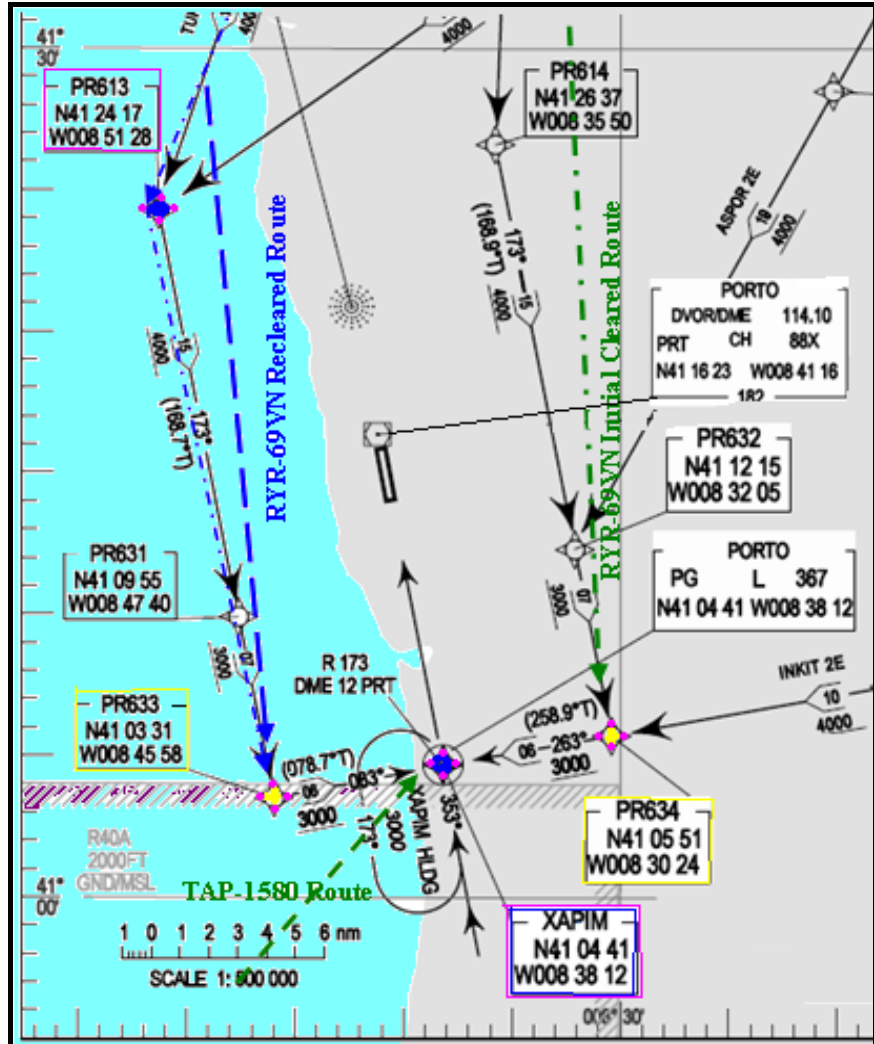 41°
30'
TUI
4000
4000
PR613
N41 24 17
W008 51 28
PR614
N41 26 37
W008 35 50
ASPOR 2E
19
4000
173°
(168.9°T)
15
4000
PORTO
DVOR/DME 114.10
PRT CH 88X
N41 16 23 W008 41 16
182
RYR-69VN Recleared Route
RYR-69VN Initial Cleared Route
15
4000
173°
(168.7°T)
PR632
N41 12 15
W008 32 05
PR631
N41 09 55
W008 47 40
PORTO
PG L 367
N41 04 41 W008 38 12
07
3000
07
3000
R 173
DME 12 PRT
INKIT 2E
10
4000
PR633
N41 03 31
W008 45 58
(258.9°T)
06 263°
3000
(078.7°T)
06 083°
3000
XAPIM HLDG
3000
173°
353°
PR634
N41 05 51
W008 30 24
R40A
2000FT
GND/MSL
41°
00'
TAP-1580 Route
XAPIM
N41 04 41
W008 38 12
1 0 1 2 3 4 5 6 nm
SCALE 1: 500 000
30'